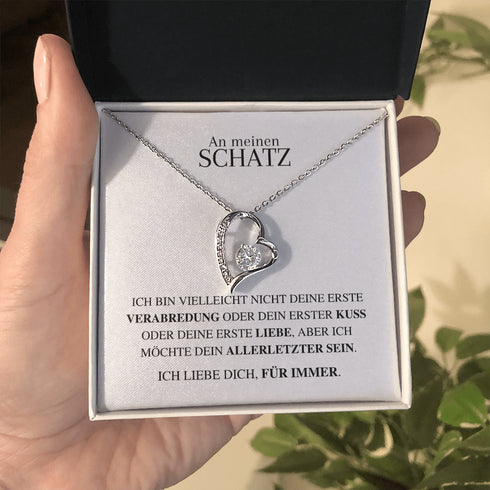 An meinen
SCHATZ
ICH BIN VIELLEICHT NICHT DEINE ERSTE
VERABREDUNG ODER DEIN ERSTER KUSS
ODER DEINE ERSTE LIEBE, ABER ICH
MÖCHTE DEIN ALLERLETZTER SEIN.
ICH LIEBE DICH, FÜR IMMER.